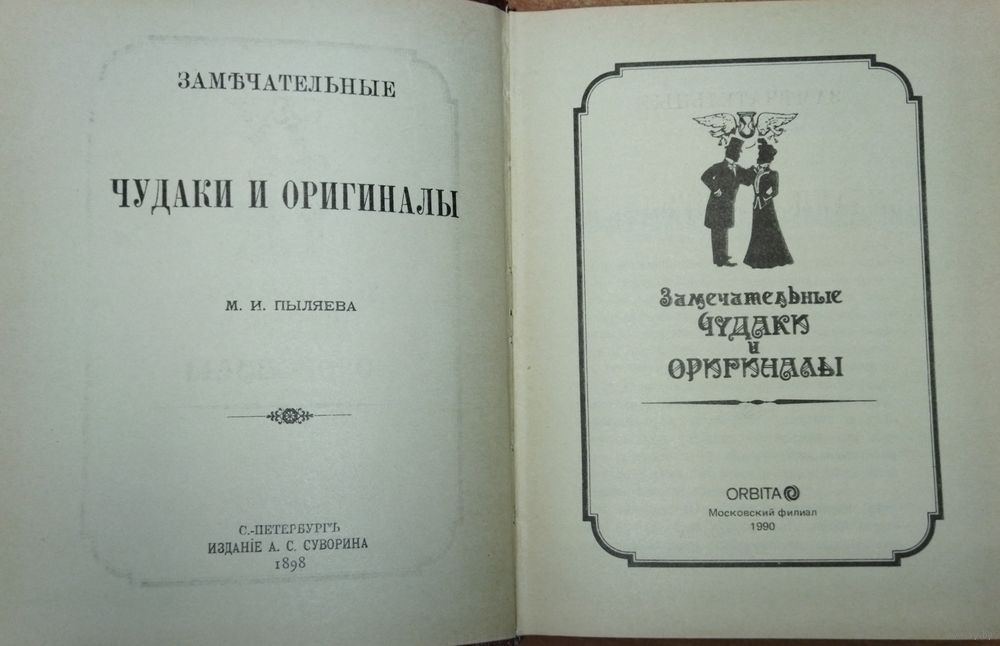 ЗАМѢЧАТЕЛЬНЫЕ
ЧУДАКИ И ОРИГИНАЛЫ
М. И. ПЫЛЯЕВА
С.-ПЕТЕРБУРГЪ
ИЗДАНІЕ А. С. СУВОРИНА
1898
Замечательные
ЧУДАКИ
и
ОРИГИНАЛЫ
ORBITA
Московский филиал
1990